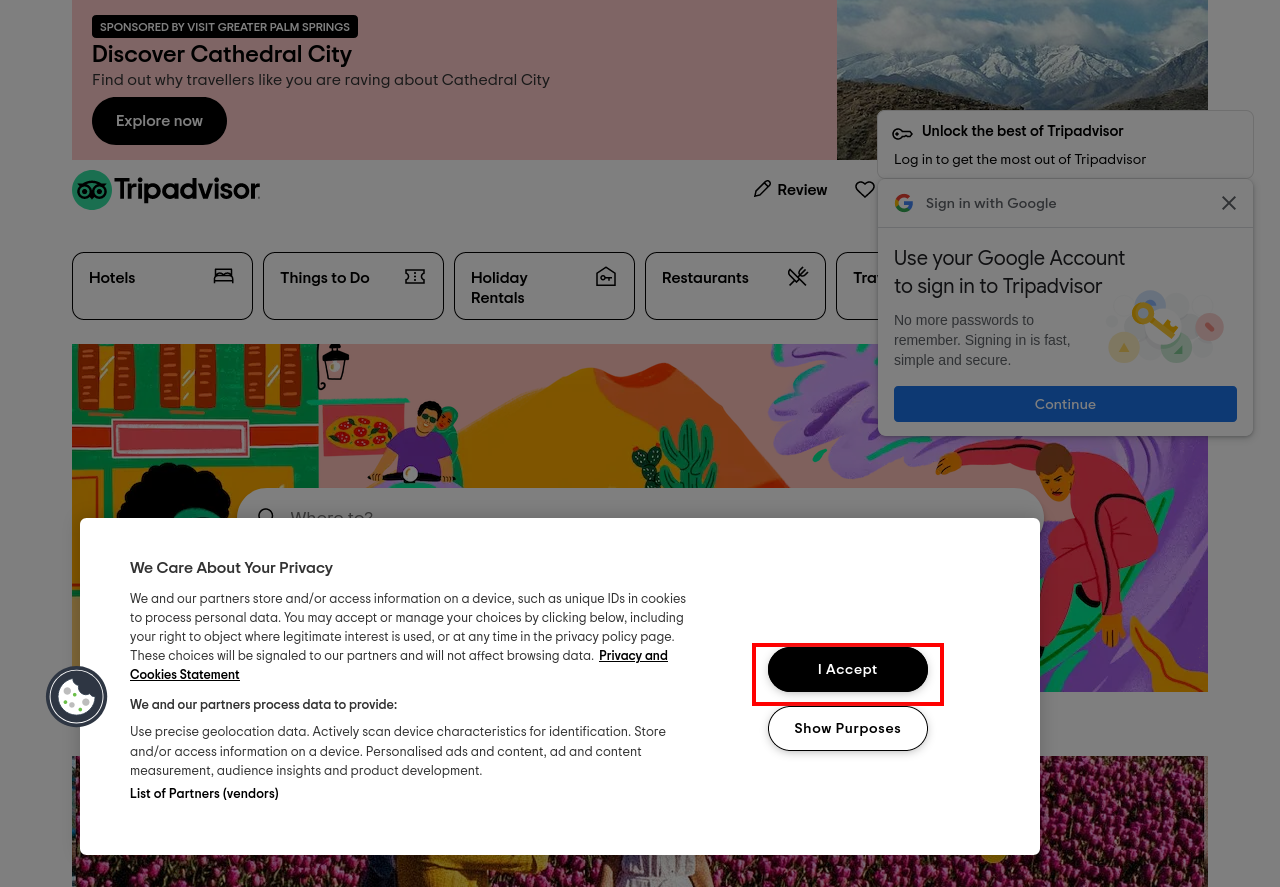 SPONSORED BY VISIT GREATER PALM SPRINGS
Discover Cathedral City
Find out why travellers like you are raving about Cathedral City
Explore now
Tripadvisor
Review
Unlock the best of Tripadvisor
Log in to get the most out of Tripadvisor
Sign in with Google
Use your Google Account
to sign in to Tripadvisor
No more passwords to
remember. Signing in is fast,
simple and secure.
Continue
Hotels
Things to Do
Holiday
Rentals
Restaurants
Tra
Where to?
We Care About Your Privacy
We and our partners store and/or access information on a device, such as unique IDs in cookies
to process personal data. You may accept or manage your choices by clicking below, including
your right to object where legitimate interest is used, or at any time in the privacy policy page.
These choices will be signaled to our partners and will not affect browsing data. Privacy and
Cookies Statement
We and our partners process data to provide:
Use precise geolocation data. Actively scan device characteristics for identification. Store
and/or access information on a device. Personalised ads and content, ad and content
measurement, audience insights and product development.
List of Partners (vendors)
I Accept
Show Purposes